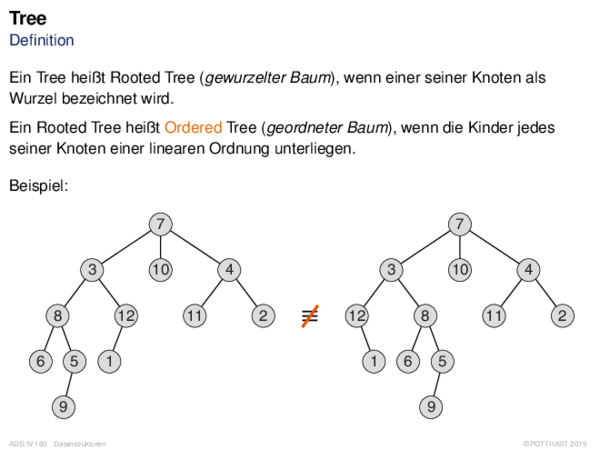 Tree
Definition
Ein Tree heißt Rooted Tree (gewurzelter Baum), wenn einer seiner Knoten als
Wurzel bezeichnet wird.
Ein Rooted Tree heißt Ordered Tree (geordneter Baum), wenn die Kinder jedes
seiner Knoten einer linearen Ordnung unterliegen.
Beispiel:
7 7
3 10 4 3 10 4
8 12 11 2 ≢ 12 8 11 2
6 5 1 1 6 5
9 9
ADS:IV-160 Datenstrukturen ©POTTHAST 2019